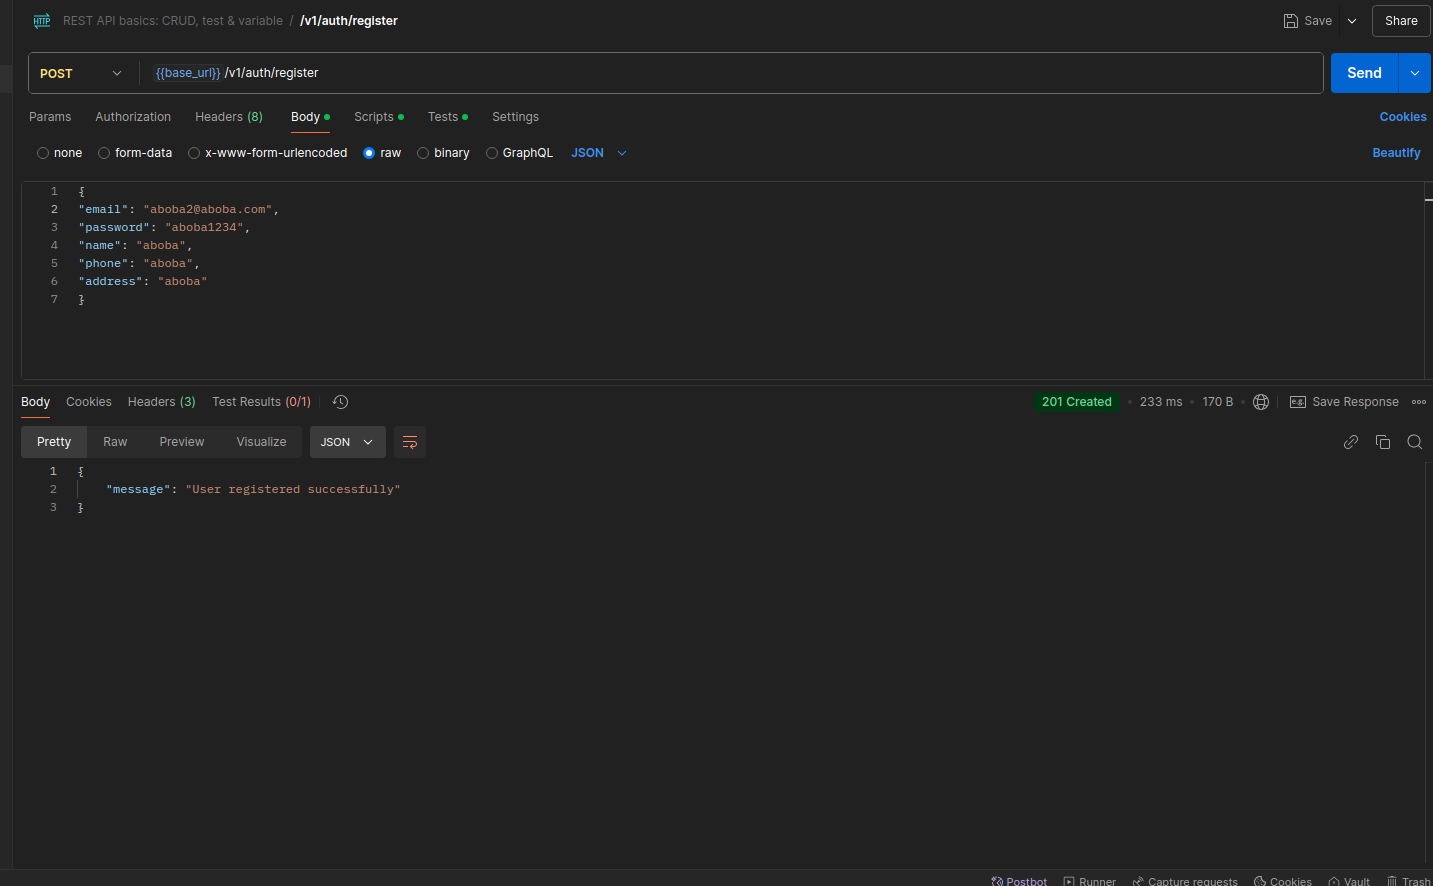 HTTP REST API basics: CRUD, test & variable / /v1/auth/register Save Share
POST {{base_url}} /v1/auth/register Send
Params Authorization Headers (8) Body Scripts Tests Settings Cookies
none form-data x-www-form-urlencoded raw binary GraphQL JSON Beautify
1 {
2 "email": "aboba2@aboba.com",
3 "password": "aboba1234",
4 "name": "aboba",
5 "phone": "aboba",
6 "address": "aboba"
7 }
Body Cookies Headers (3) Test Results (0/1) 201 Created • 233 ms • 170 B • e.g. Save Response
Pretty Raw Preview Visualize JSON
1 {
2 "message": "User registered successfully"
3 }
Postbot Runner Capture requests Cookies Vault Trash